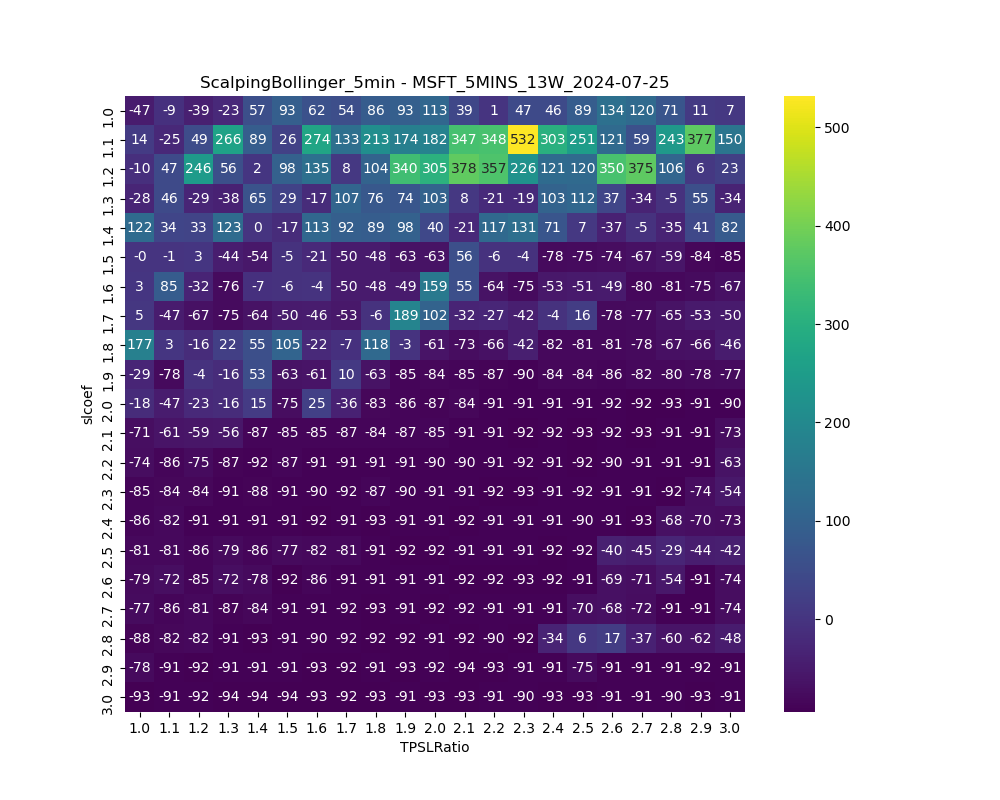 ScalpingBollinger_5min - MSFT_5MINS_13W_2024-07-25
1.0 -47 -9 -39 -23 57 93 62 54 86 93 113 39 1 47 46 89 134 120 71 11 7
1.1 14 -25 49 266 89 26 274 133 213 174 182 347 348 532 303 251 121 59 243 377 150
1.2 -10 47 246 56 2 98 135 8 104 340 305 378 357 226 121 120 350 375 106 6 23
1.3 -28 46 -29 -38 65 29 -17 107 76 74 103 8 -21 -19 103 112 37 -34 -5 55 -34
1.4 122 34 33 123 0 -17 113 92 89 98 40 -21 117 131 71 7 -37 -5 -35 41 82
1.5 -0 -1 3 -44 -54 -5 -21 -50 -48 -63 -63 56 -6 -4 -78 -75 -74 -67 -59 -84 -85
1.6 3 85 -32 -76 -7 -6 -4 -50 -48 -49 159 55 -64 -75 -53 -51 -49 -80 -81 -75 -67
1.7 5 -47 -67 -75 -64 -50 -46 -53 -6 189 102 -32 -27 -42 -4 16 -78 -77 -65 -53 -50
1.8 177 3 -16 22 55 105 -22 -7 118 -3 -61 -73 -66 -42 -82 -81 -81 -78 -67 -66 -46
1.9 -29 -78 -4 -16 53 -63 -61 10 -63 -85 -84 -85 -87 -90 -84 -84 -86 -82 -80 -78 -77
2.0 -18 -47 -23 -16 15 -75 25 -36 -83 -86 -87 -84 -91 -91 -91 -91 -92 -92 -93 -91 -90
2.1 -71 -61 -59 -56 -87 -85 -85 -87 -84 -87 -85 -91 -91 -92 -92 -93 -92 -93 -91 -91 -73
2.2 -74 -86 -75 -87 -92 -87 -91 -91 -91 -91 -90 -90 -91 -92 -91 -92 -90 -91 -91 -91 -63
2.3 -85 -84 -84 -91 -88 -91 -90 -92 -87 -90 -91 -91 -92 -93 -91 -92 -91 -91 -92 -74 -54
2.4 -86 -82 -91 -91 -91 -91 -92 -91 -93 -91 -91 -92 -91 -91 -91 -90 -91 -93 -68 -70 -73
2.5 -81 -81 -86 -79 -86 -77 -82 -81 -91 -92 -92 -91 -91 -91 -92 -92 -40 -45 -29 -44 -42
2.6 -79 -72 -85 -72 -78 -92 -86 -91 -91 -91 -92 -92 -93 -92 -91 -91 -69 -71 -54 -91 -74
2.7 -77 -86 -81 -87 -84 -91 -91 -92 -93 -91 -92 -92 -91 -91 -91 -70 -68 -72 -91 -91 -74
2.8 -88 -82 -82 -91 -93 -91 -90 -92 -92 -92 -91 -92 -90 -92 -34 6 17 -37 -60 -62 -48
2.9 -78 -91 -92 -91 -91 -92 -91 -93 -92 -91 -92 -94 -93 -91 -91 -75 -91 -91 -91 -92 -91
3.0 -93 -91 -92 -94 -94 -94 -93 -92 -93 -91 -93 -93 -91 -90 -93 -93 -91 -91 -90 -93 -91
1.0 1.1 1.2 1.3 1.4 1.5 1.6 1.7 1.8 1.9 2.0 2.1 2.2 2.3 2.4 2.5 2.6 2.7 2.8 2.9 3.0
TPSLRatio
slcoef
500
400
300
200
100
0